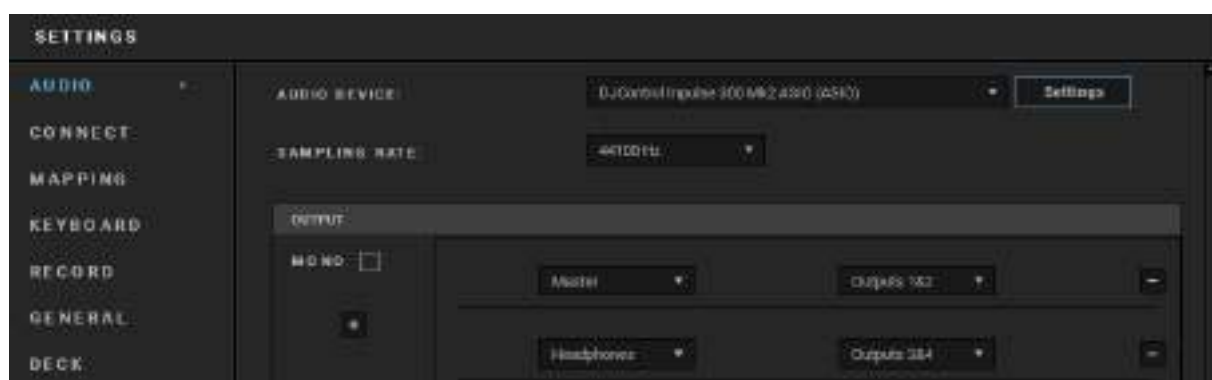 SETTINGS
AUDIO
CONNECT
MAPPING
KEYBOARD
RECORD
GENERAL
DECK
AUDIO DEVICE: DJControl Inpulse 300 Mk2 ASIO (ASIO) Settings
SAMPLING RATE: 44100 Hz
OUTPUT
MONO
Master Outputs 1&2
Headphones Outputs 3&4